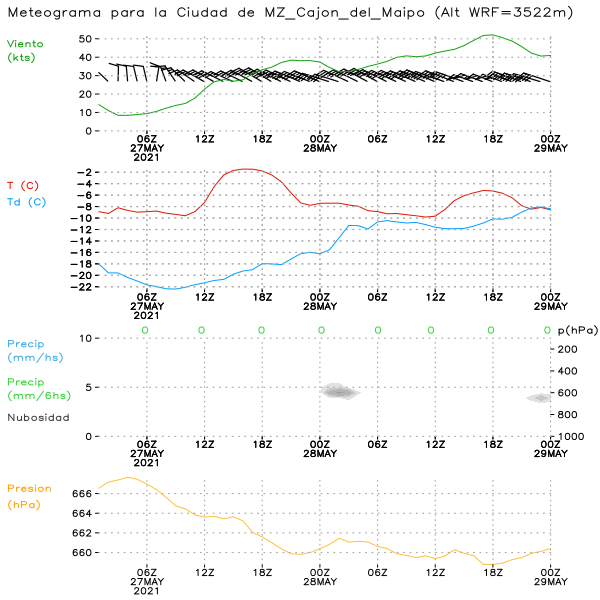 Meteograma para la Ciudad de MZ_Cajon_del_Maipo (Alt WRF=3522m)
Viento
(kts)
50
40
30
20
10
0
06Z 12Z 18Z 00Z 06Z 12Z 18Z 00Z
27MAY 28MAY 29MAY
2021
T (C)
Td (C)
-2
-4
-6
-8
-10
-12
-14
-16
-18
-20
-22
06Z 12Z 18Z 00Z 06Z 12Z 18Z 00Z
27MAY 28MAY 29MAY
2021
0 0 0 0 0 0 0 0 p(hPa)
Precip
(mm/hs)
Precip
(mm/6hs)
Nubosidad
10
5
0
200
400
600
800
1000
06Z 12Z 18Z 00Z 06Z 12Z 18Z 00Z
27MAY 28MAY 29MAY
2021
Presion
(hPa)
666
664
662
660
06Z 12Z 18Z 00Z 06Z 12Z 18Z 00Z
27MAY 28MAY 29MAY
2021